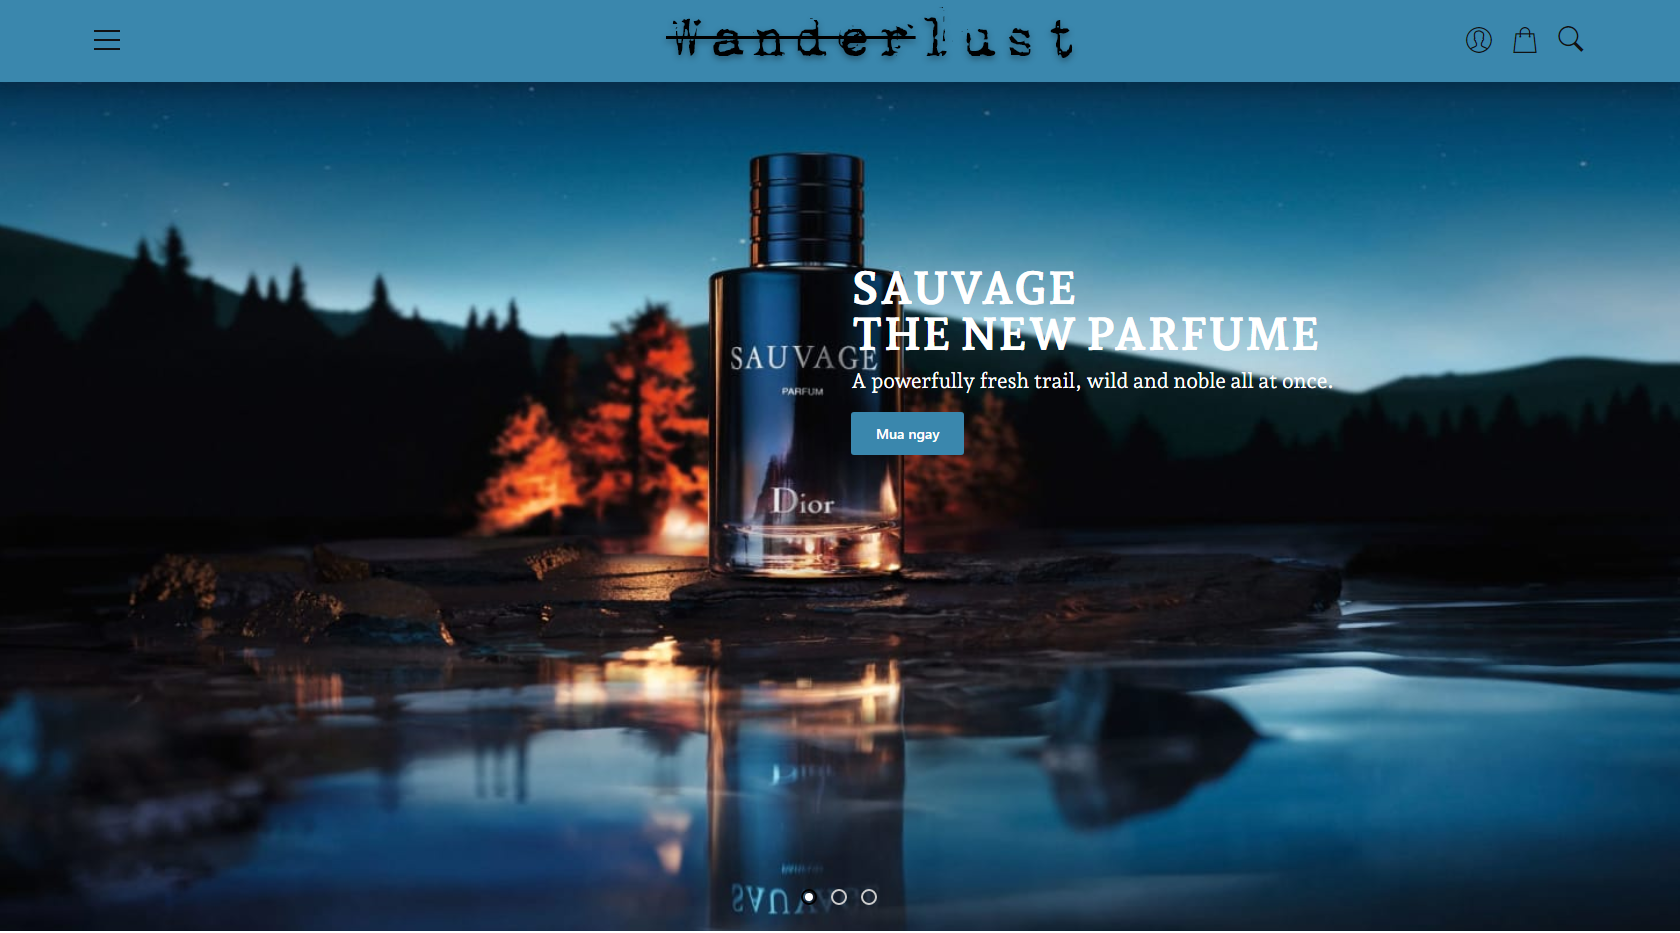 Wanderlust
SAUVAGE
THE NEW PARFUME
A powerfully fresh trail, wild and noble all at once.
Mua ngay
SAUVAGE
PARFUM
Dior